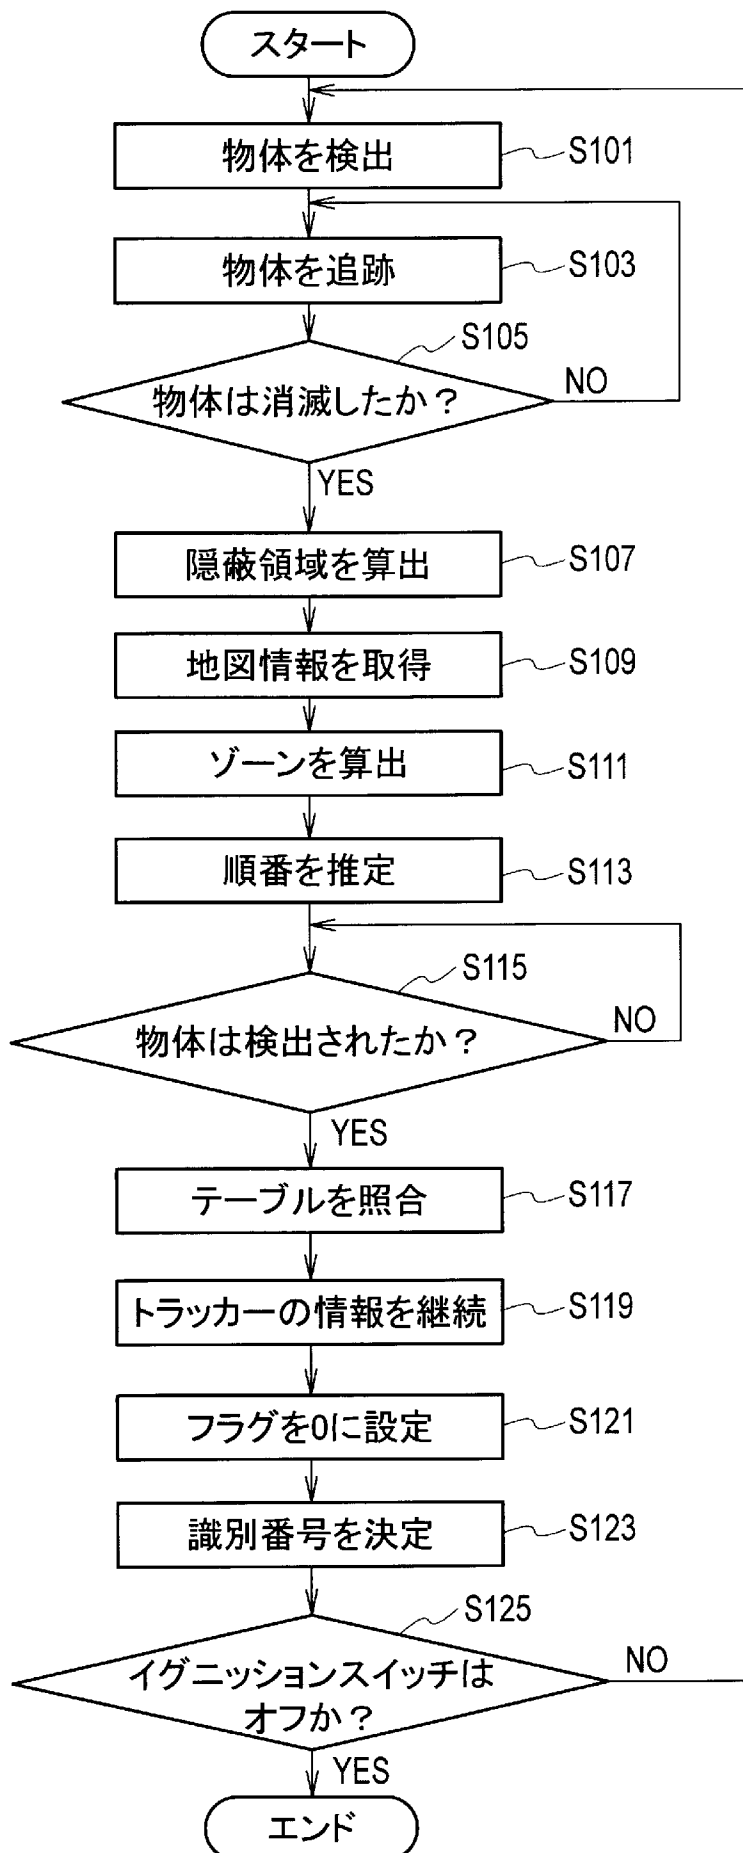 スタート
物体を検出
S101
物体を追跡
S103
S105
物体は消滅したか？
NO
YES
隠蔽領域を算出
S107
地図情報を取得
S109
ゾーンを算出
S111
順番を推定
S113
S115
物体は検出されたか？
NO
YES
テーブルを照合
S117
トラッカーの情報を継続
S119
フラグを0に設定
S121
識別番号を決定
S123
S125
イグニッションスイッチは
オフか？
NO
YES
エンド